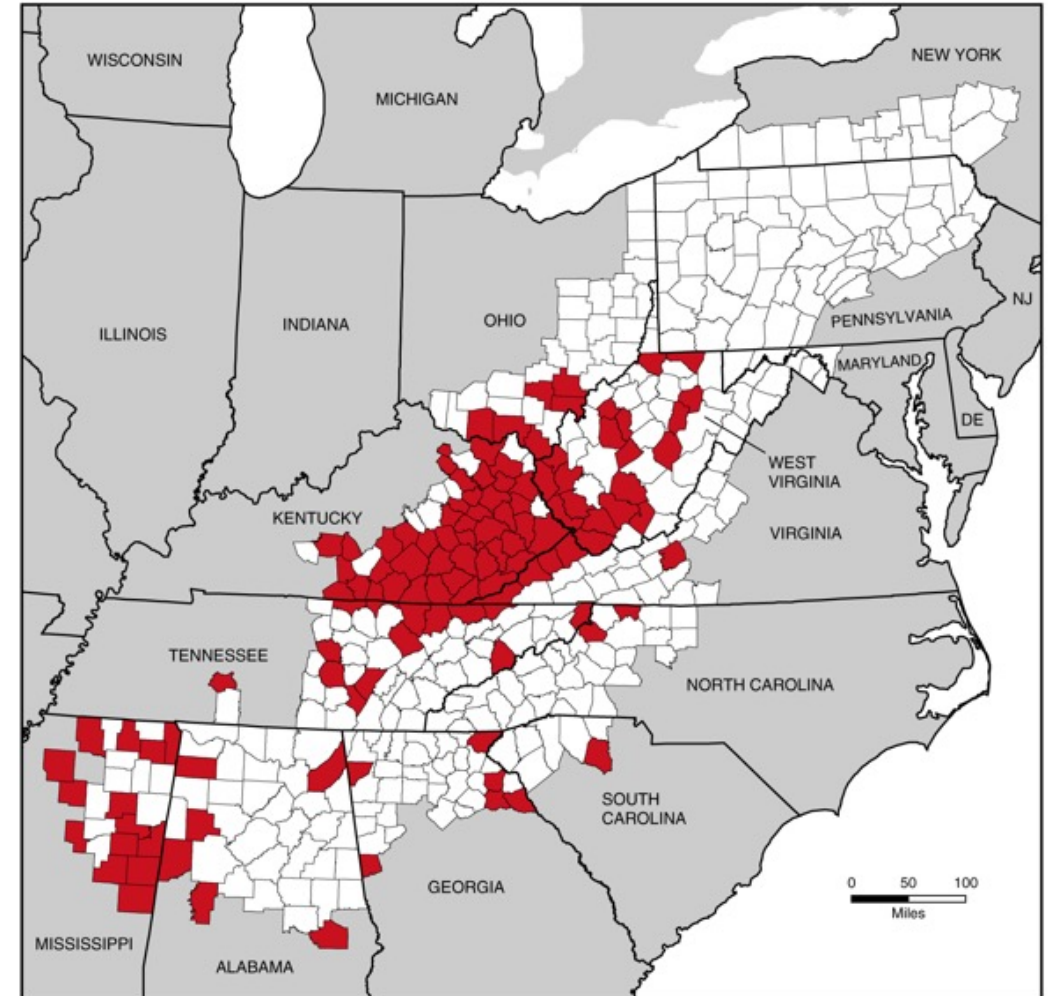 WISCONSIN
MICHIGAN
NEW YORK
ILLINOIS
INDIANA
OHIO
PENNSYLVANIA
NJ
MARYLAND
DE
WEST
VIRGINIA
KENTUCKY
VIRGINIA
TENNESSEE
NORTH CAROLINA
SOUTH
CAROLINA
GEORGIA
0 50 100
Miles
MISSISSIPPI
ALABAMA